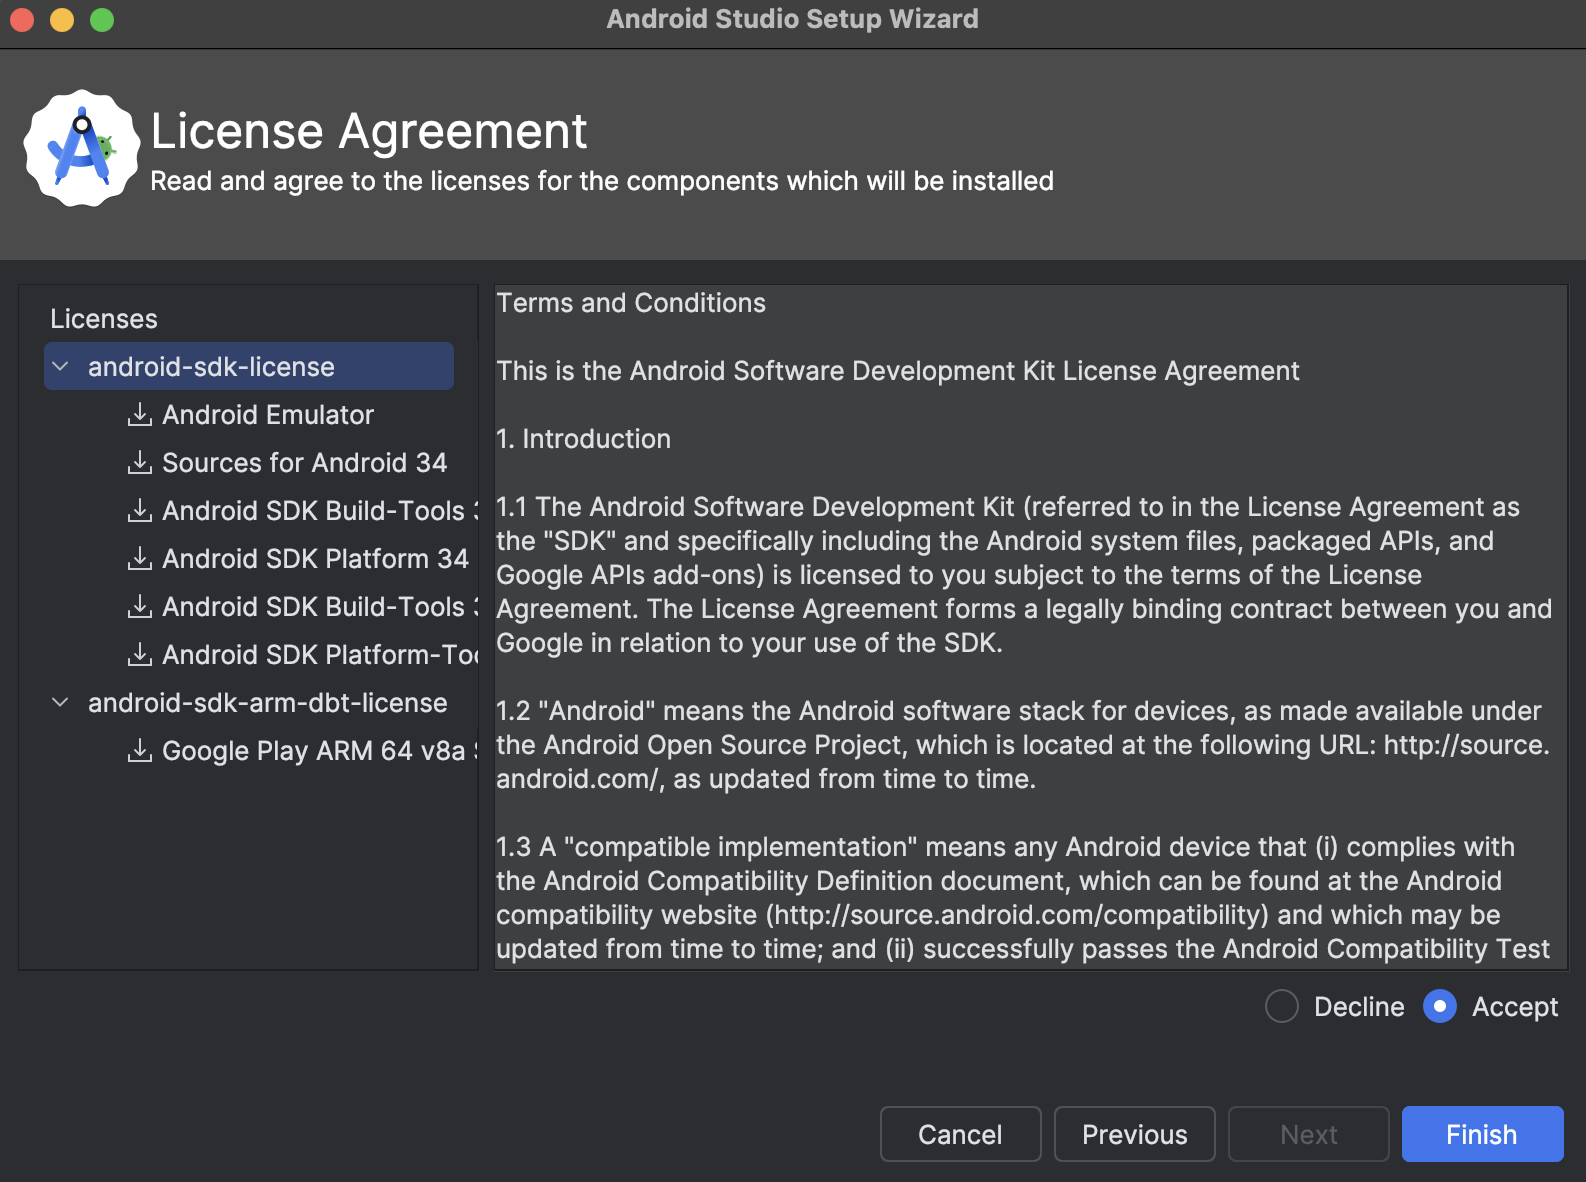 Android Studio Setup Wizard
License Agreement
Read and agree to the licenses for the components which will be installed
Licenses
android-sdk-license
Android Emulator
Sources for Android 34
Android SDK Build-Tools
Android SDK Platform 34
Android SDK Build-Tools
Android SDK Platform-Too
android-sdk-arm-dbt-license
Google Play ARM 64 v8a
Terms and Conditions
This is the Android Software Development Kit License Agreement
1. Introduction
1.1 The Android Software Development Kit (referred to in the License Agreement as
the "SDK" and specifically including the Android system files, packaged APIs, and
Google APIs add-ons) is licensed to you subject to the terms of the License
Agreement. The License Agreement forms a legally binding contract between you and
Google in relation to your use of the SDK.
1.2 "Android" means the Android software stack for devices, as made available under
the Android Open Source Project, which is located at the following URL: http://source.
android.com/, as updated from time to time.
1.3 A "compatible implementation" means any Android device that (i) complies with
the Android Compatibility Definition document, which can be found at the Android
compatibility website (http://source.android.com/compatibility) and which may be
updated from time to time; and (ii) successfully passes the Android Compatibility Test
Decline
Accept
Cancel
Previous
Next
Finish